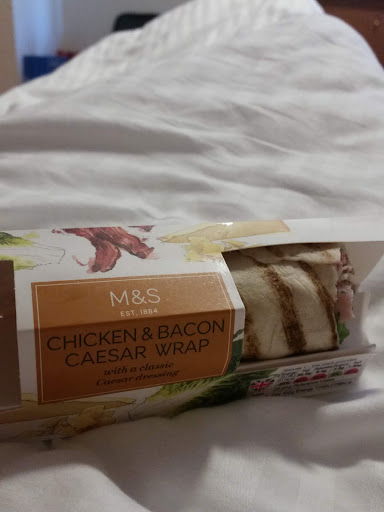 M&S
EST. 1884
CHICKEN & BACON
CAESAR WRAP
with a classic
Caesar dressing